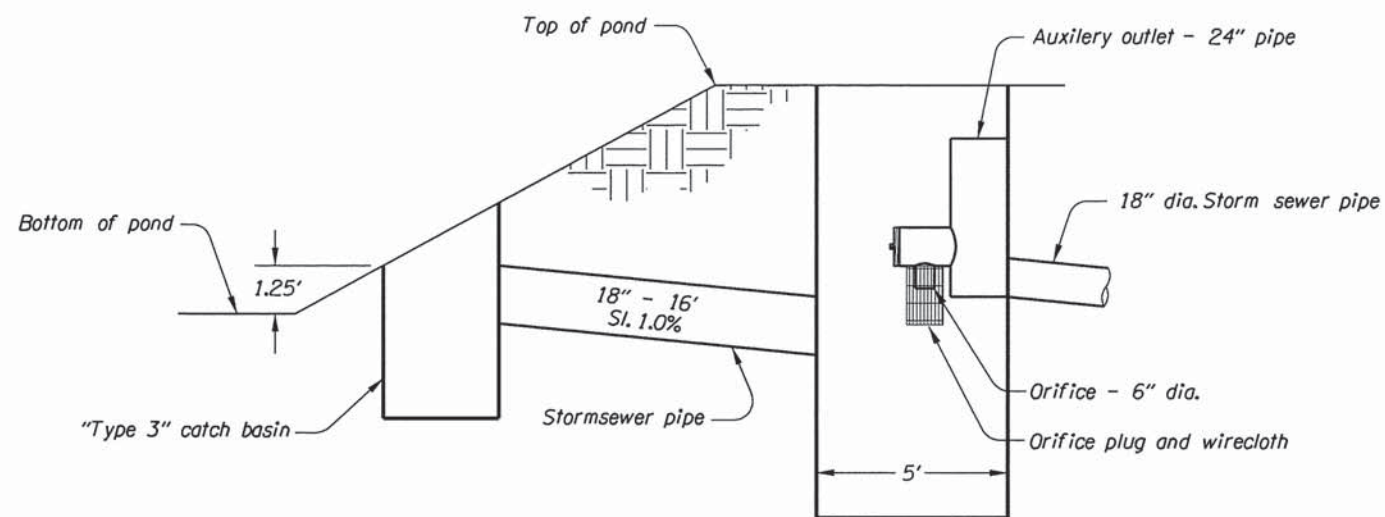 Top of pond
Auxilery outlet - 24" pipe
Bottom of pond
18" dia. Storm sewer pipe
1.25'
18" - 16'
Sl. 1.0%
Orifice - 6" dia.
"Type 3" catch basin
Stormsewer pipe
Orifice plug and wirecloth
5'